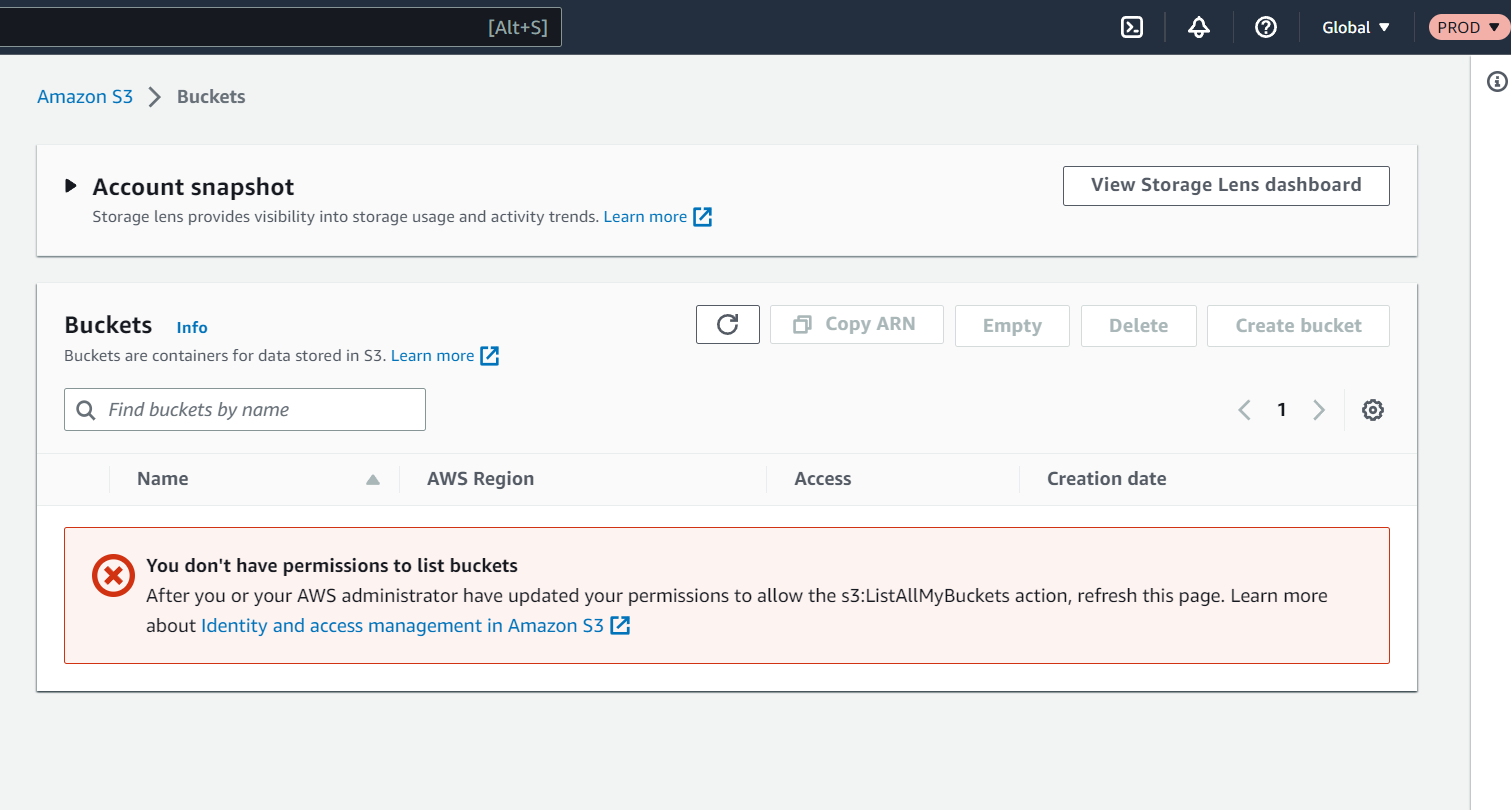 [Alt+S]
Global
PROD
Amazon S3
Buckets
Account snapshot
View Storage Lens dashboard
Storage lens provides visibility into storage usage and activity trends. Learn more
Buckets Info
Copy ARN
Empty
Delete
Create bucket
Buckets are containers for data stored in S3. Learn more
Find buckets by name
1
Name
AWS Region
Access
Creation date
You don't have permissions to list buckets
After you or your AWS administrator have updated your permissions to allow the s3:ListAllMyBuckets action, refresh this page. Learn more
about Identity and access management in Amazon S3